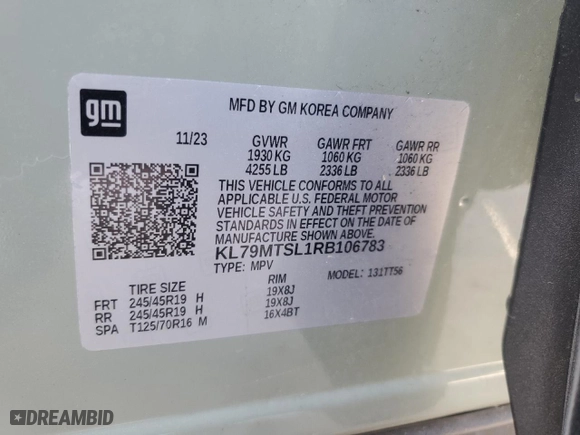 gm
MFD BY GM KOREA COMPANY
11/23 GVWR GAWR FRT GAWR RR
1930 KG 1060 KG 1060 KG
4255 LB 2336 LB 2336 LB
THIS VEHICLE CONFORMS TO ALL
APPLICABLE U.S. FEDERAL MOTOR
VEHICLE SAFETY AND THEFT PREVENTION
STANDARDS IN EFFECT ON THE DATE OF
MANUFACTURE SHOWN ABOVE.
KL79MTSL1RB106783
TYPE: MPV MODEL: 131TT56
TIRE SIZE RIM
FRT 245/45R19 H 19X8J
RR 245/45R19 H 19X8J
SPA T125/70R16 M 16X4BT
DREAMBID